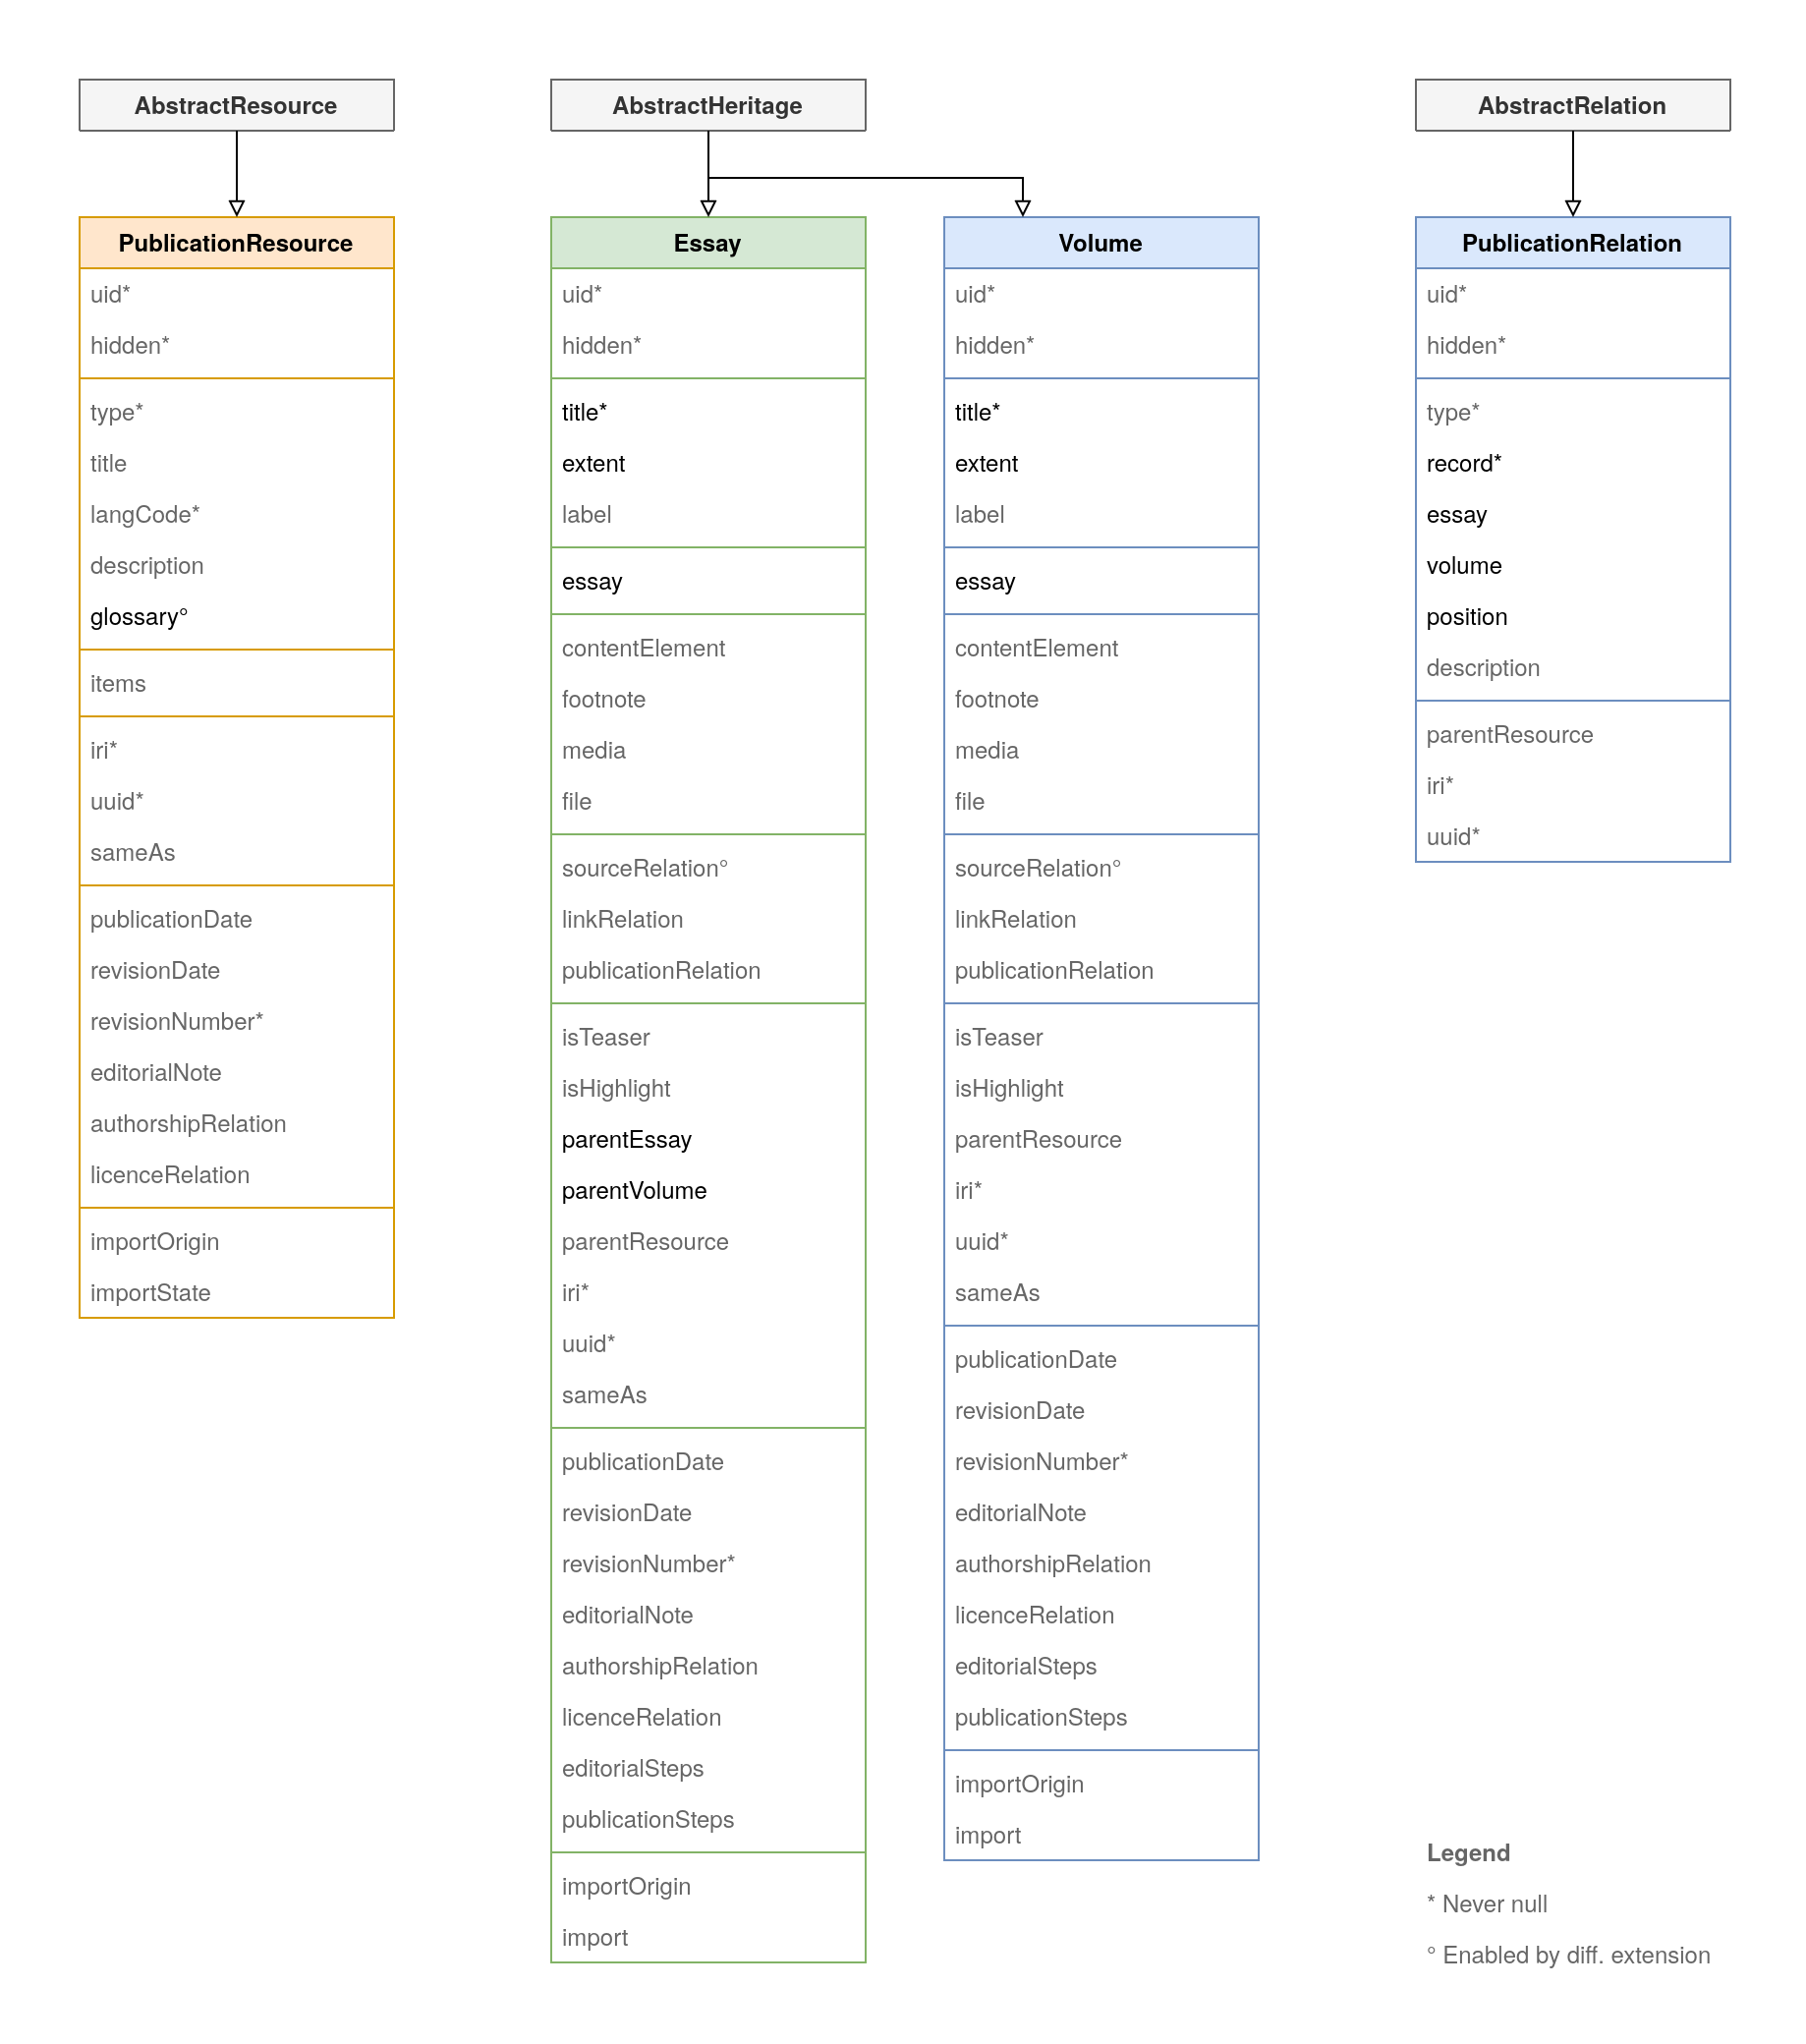 AbstractResource
PublicationResource
uid*
hidden*
type*
title
langCode*
description
glossary°
items
iri*
uuid*
sameAs
publicationDate
revisionDate
revisionNumber*
editorialNote
authorshipRelation
licenceRelation
importOrigin
importState
AbstractHeritage
Essay
uid*
hidden*
title*
extent
label
essay
contentElement
footnote
media
file
sourceRelation°
linkRelation
publicationRelation
isTeaser
isHighlight
parentEssay
parentVolume
parentResource
iri*
uuid*
sameAs
publicationDate
revisionDate
revisionNumber*
editorialNote
authorshipRelation
licenceRelation
editorialSteps
publicationSteps
importOrigin
import
Volume
uid*
hidden*
title*
extent
label
essay
contentElement
footnote
media
file
sourceRelation°
linkRelation
publicationRelation
isTeaser
isHighlight
parentResource
iri*
uuid*
sameAs
publicationDate
revisionDate
revisionNumber*
editorialNote
authorshipRelation
licenceRelation
editorialSteps
publicationSteps
importOrigin
import
AbstractRelation
PublicationRelation
uid*
hidden*
type*
record*
essay
volume
position
description
parentResource
iri*
uuid*
Legend
* Never null
° Enabled by diff. extension